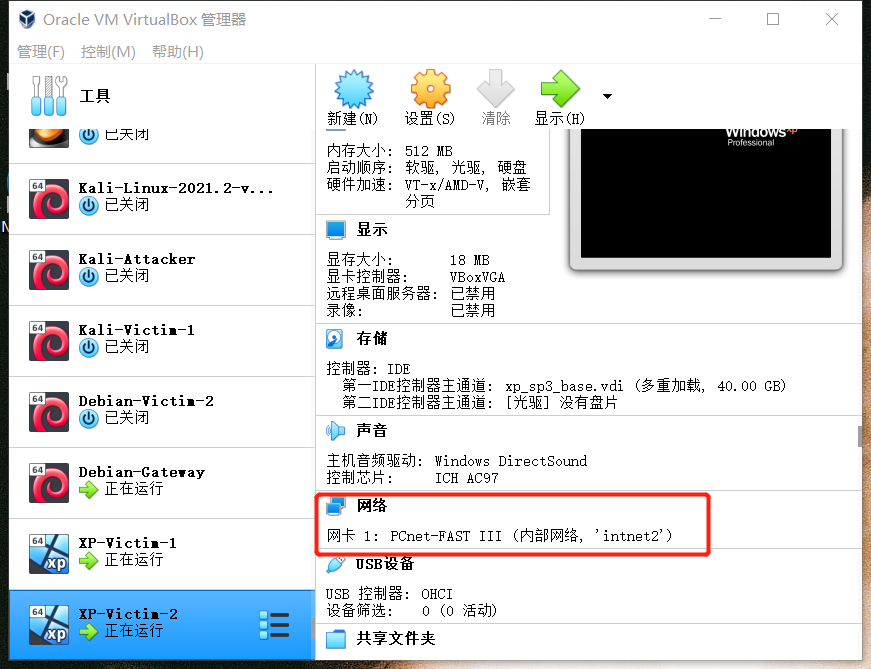 Oracle VM VirtualBox 管理器
管理(F) 控制(M) 帮助(H)
工具
新建(N) 设置(S) 清除 显示(H)
已关闭
Kali-Linux-2021.2-v...
已关闭
Kali-Attacker
已关闭
Kali-Victim-1
已关闭
Debian-Victim-2
已关闭
Debian-Gateway
正在运行
XP-Victim-1
正在运行
XP-Victim-2
正在运行
内存大小: 512 MB
启动顺序: 软驱, 光驱, 硬盘
硬件加速: VT-x/AMD-V, 嵌套
分页
Windows xp
Professional
显示
显存大小: 18 MB
显卡控制器: VBoxVGA
远程桌面服务器: 已禁用
录像: 已禁用
存储
控制器: IDE
第一IDE控制器主通道: xp_sp3_base.vdi (多重加载, 40.00 GB)
第二IDE控制器主通道: [光驱] 没有盘片
声音
主机音频驱动: Windows DirectSound
控制芯片: ICH AC97
网络
网卡 1: PCnet-FAST III (内部网络, 'intnet2')
USB设备
USB 控制器: OHCI
设备筛选: 0 (0 活动)
共享文件夹